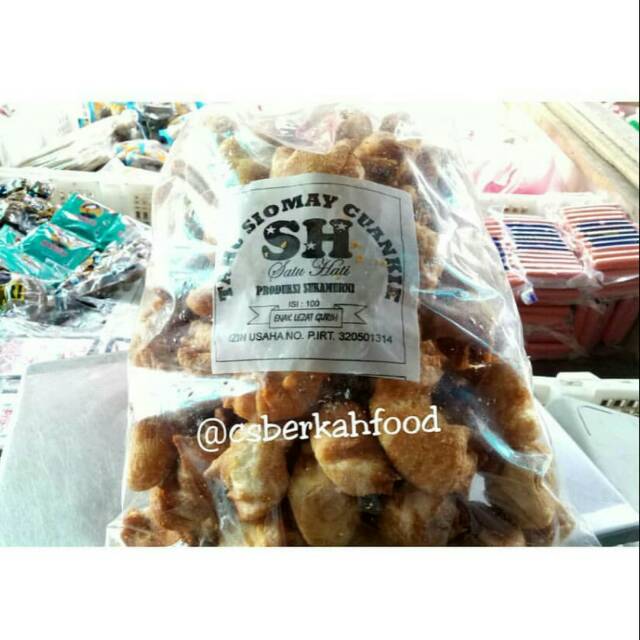 TAHU SIOMAY CUANKIE
SH
Satu Hati
PRODUKSI SUKAMUKTI
ISI : 100
ENAK LEZAT GURIH
IZIN USAHA NO. P.IRT. 320501314
@csberkahfood